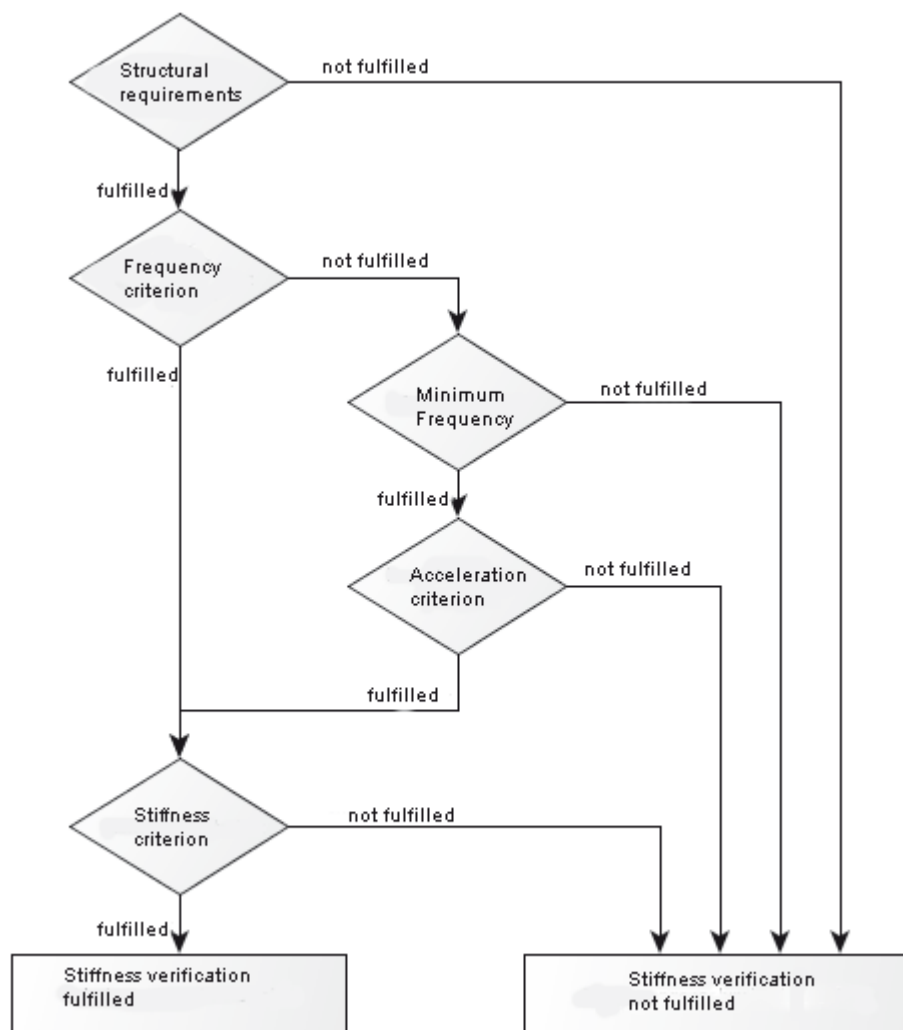 Structural
requirements
not fulfilled
fulfilled
Frequency
criterion
not fulfilled
fulfilled
Minimum
Frequency
not fulfilled
fulfilled
Acceleration
criterion
not fulfilled
fulfilled
Stiffness
criterion
not fulfilled
fulfilled
Stiffness verification
fulfilled
Stiffness verification
not fulfilled